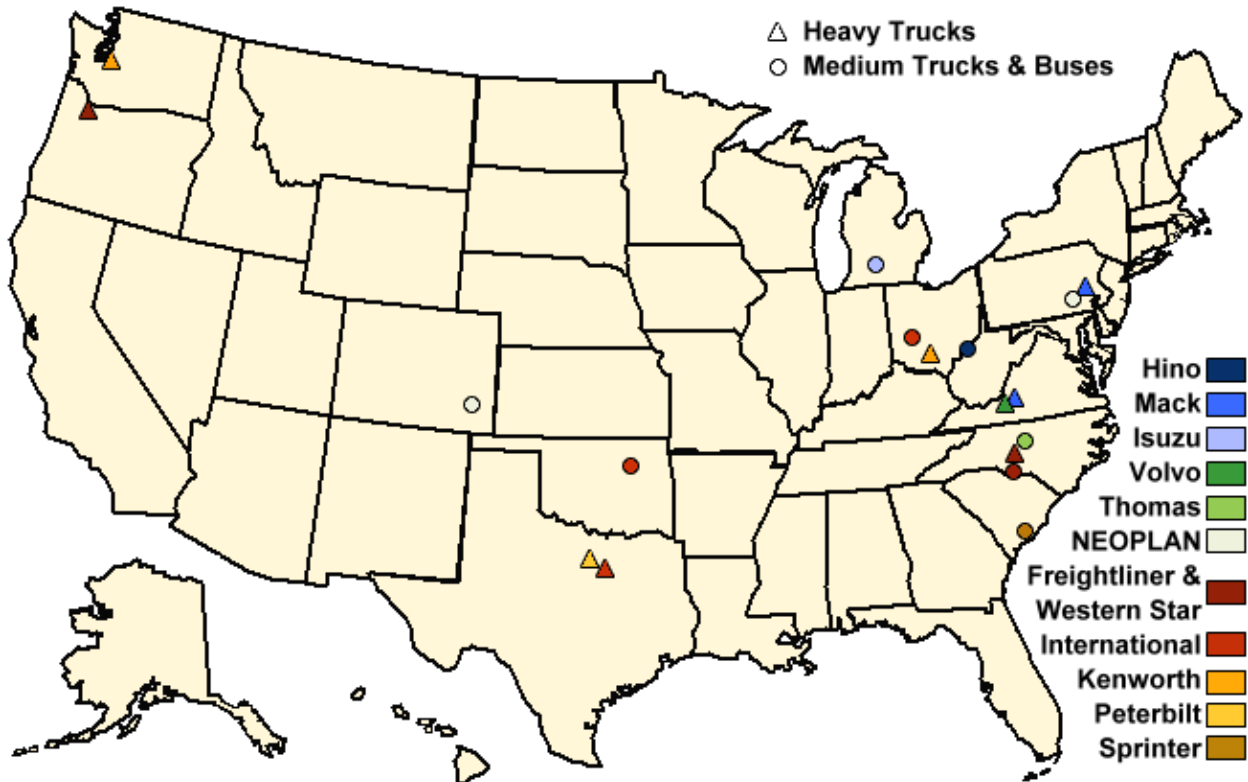 Heavy Trucks
Medium Trucks & Buses
Hino
Mack
Isuzu
Volvo
Thomas
NEOPLAN
Freightliner &
Western Star
International
Kenworth
Peterbilt
Sprinter